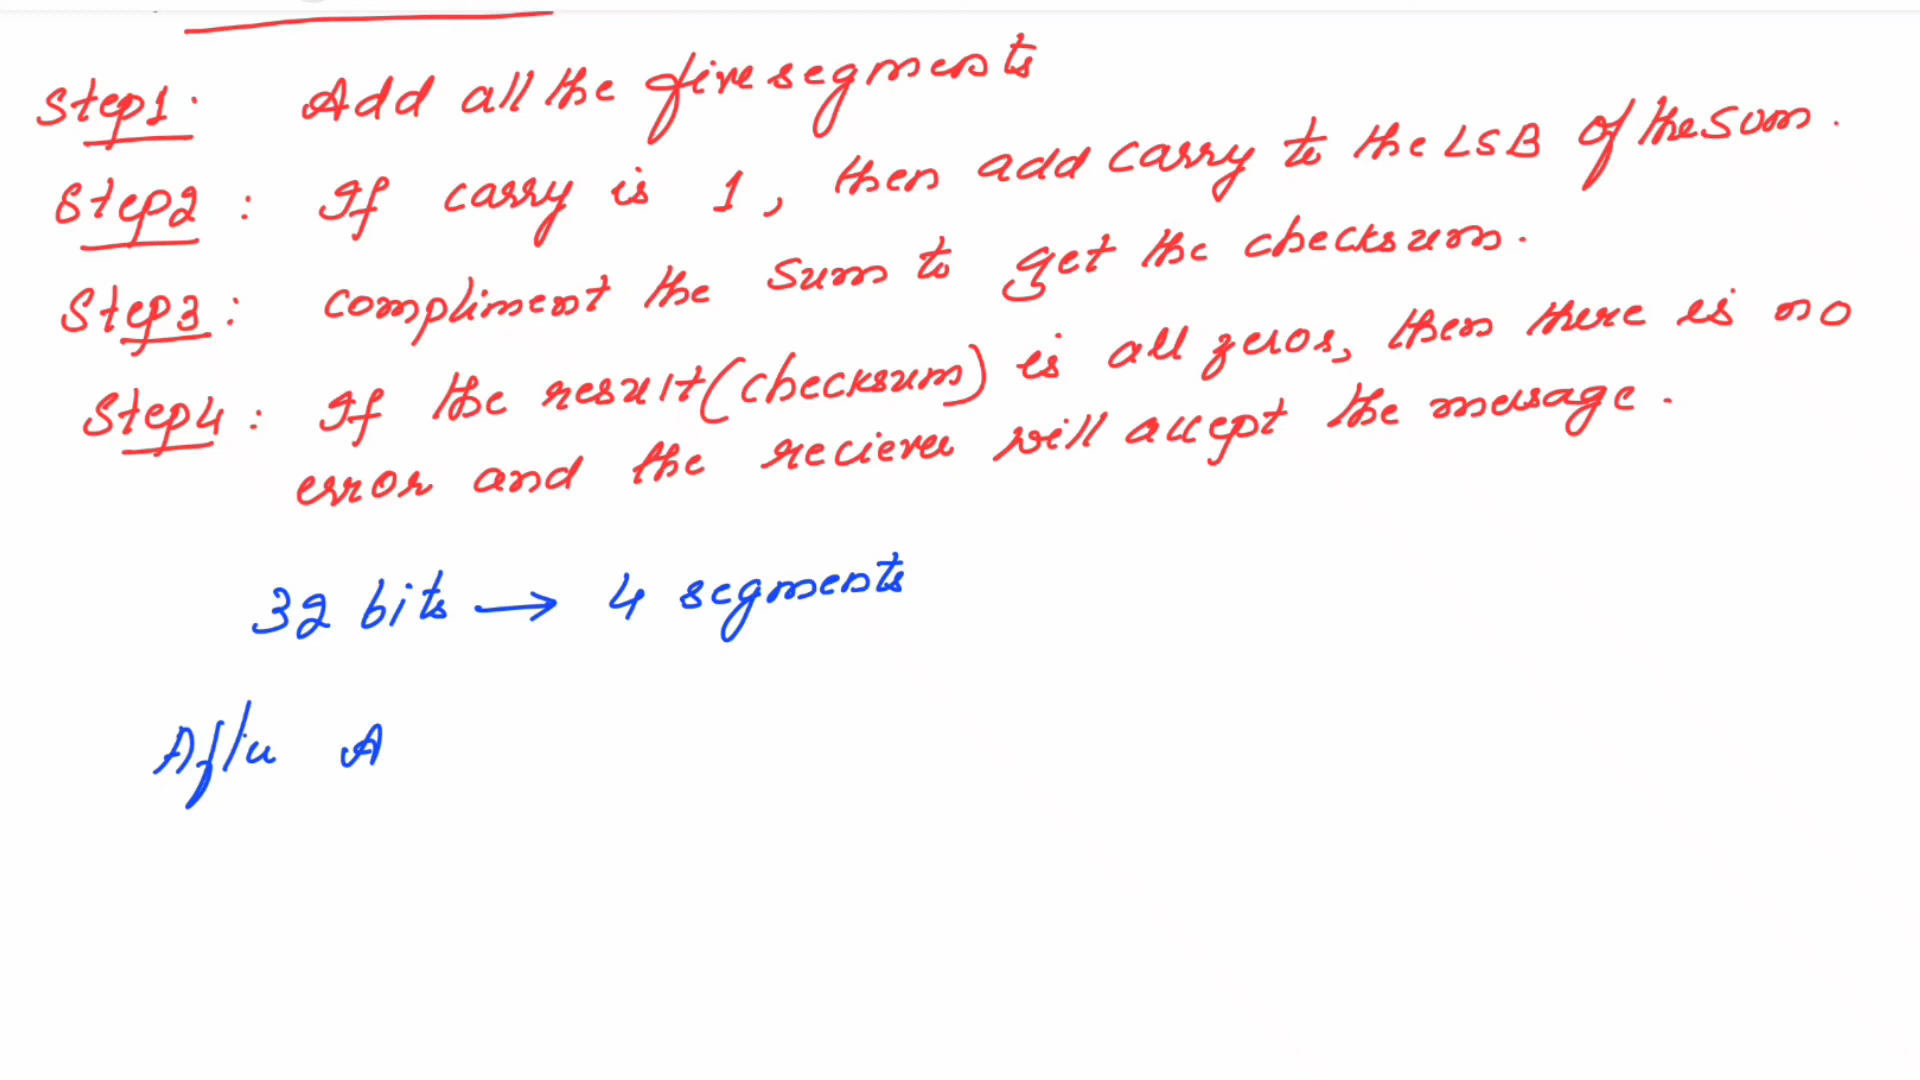 Step1. Add all the five segments
Step2 : If carry is 1, then add carry to the LSB of the sum.
Step3 : compliment the sum to get the checksum.
Step4 : If the result(checksum) is all zeros, then there is no
error and the reciever will accept the message.
32 bits → 4 segments
After A